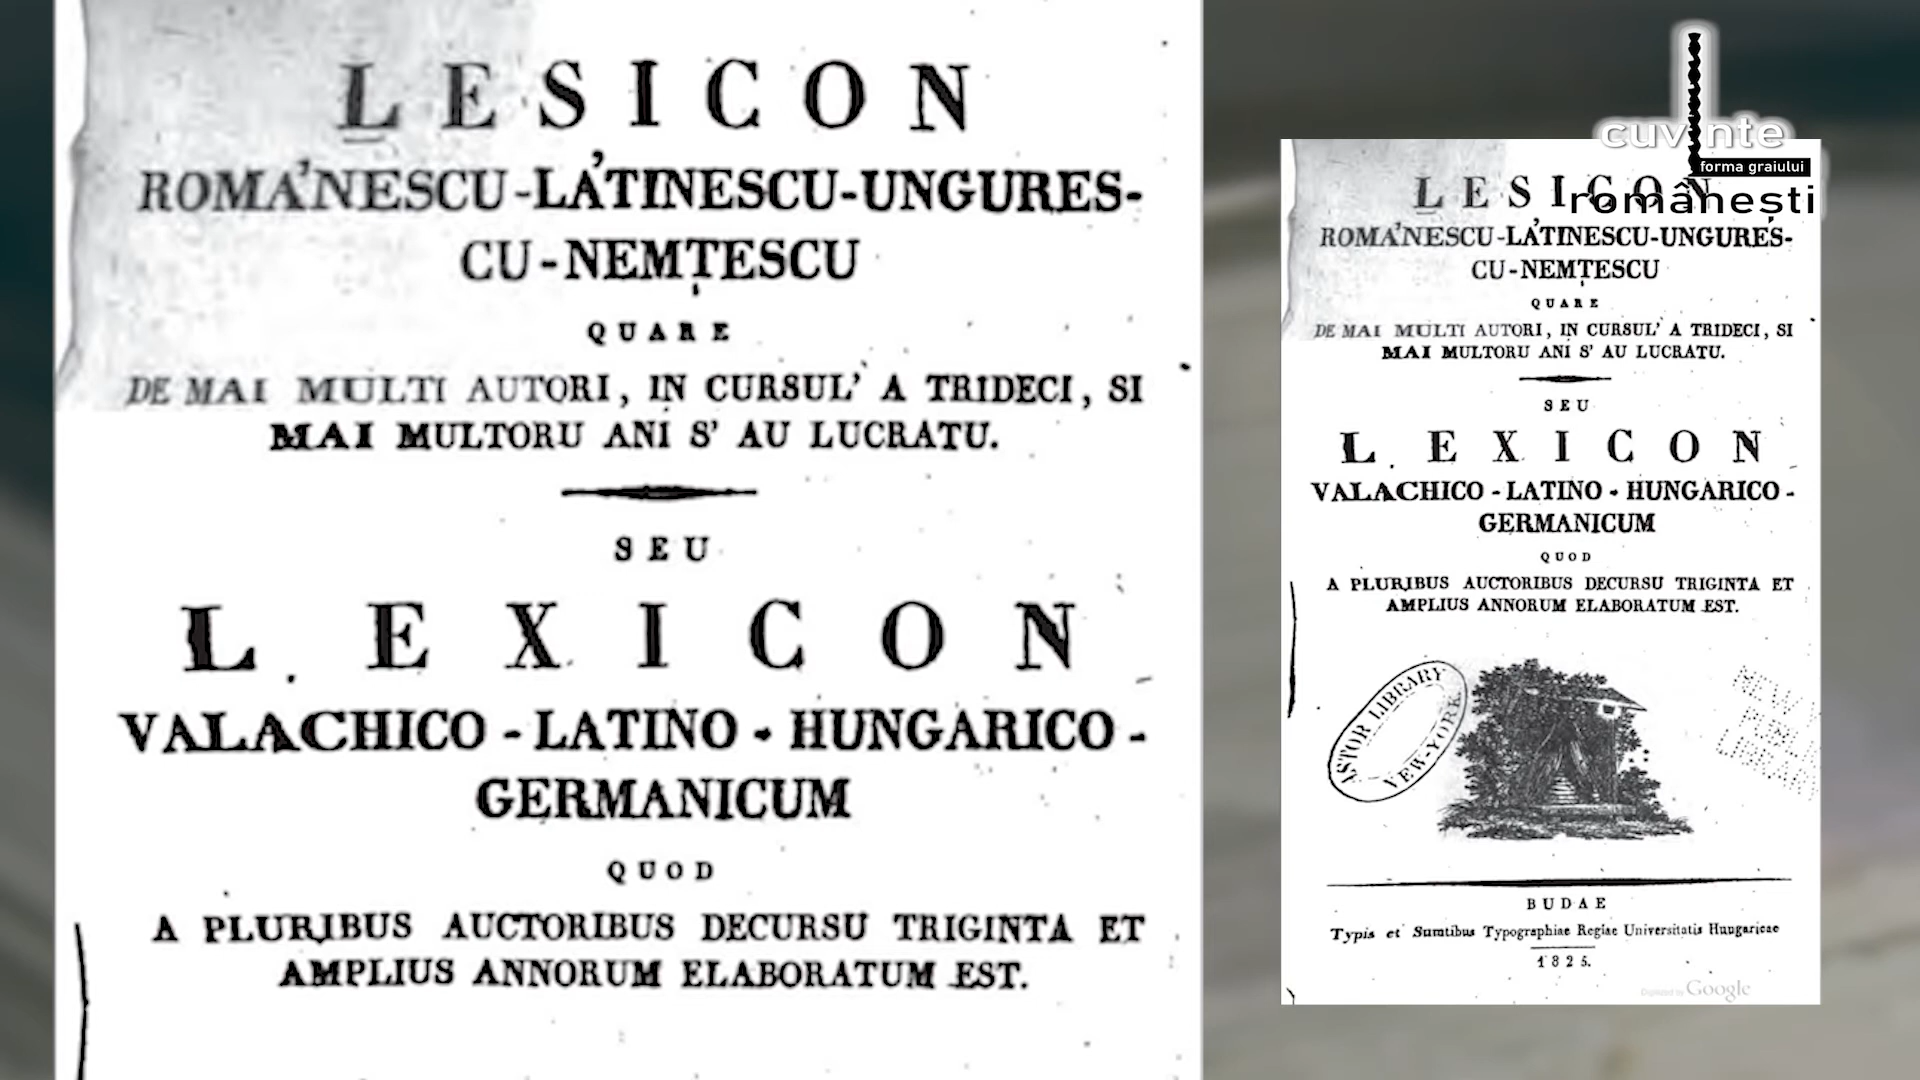 LESICON
ROMA'NESCU-LA'TINESCU-UNGURES-
CU-NEMȚESCU
QUARE
DE MAI MULTI AUTORI, IN CURSUL' A TRIDECI, SI
MAI MULTORU ANI S' AU LUCRATU.
SEU
LEXICON
VALACHICO - LATINO - HUNGARICO -
GERMANICUM
QUOD
A PLURIBUS AUCTORIBUS DECURSU TRIGINTA ET
AMPLIUS ANNORUM ELABORATUM EST.
cuvinte
forma graiului
românești
LESICON
ROMA'NESCU-LA'TINESCU-UNGURES-
CU-NEMȚESCU
QUARE
DE MAI MULTI AUTORI, IN CURSUL' A TRIDECI, SI
MAI MULTORU ANI S' AU LUCRATU.
SEU
LEXICON
VALACHICO - LATINO - HUNGARICO -
GERMANICUM
QUOD
A PLURIBUS AUCTORIBUS DECURSU TRIGINTA ET
AMPLIUS ANNORUM ELABORATUM EST.
ASTOR LIBRARY
NEW-YORK
NEW
LIBRARY
BUDAE
Typis et Sumtibus Typographiae Regiae Universitatis Hungaricae
1825.
Digitized by Google